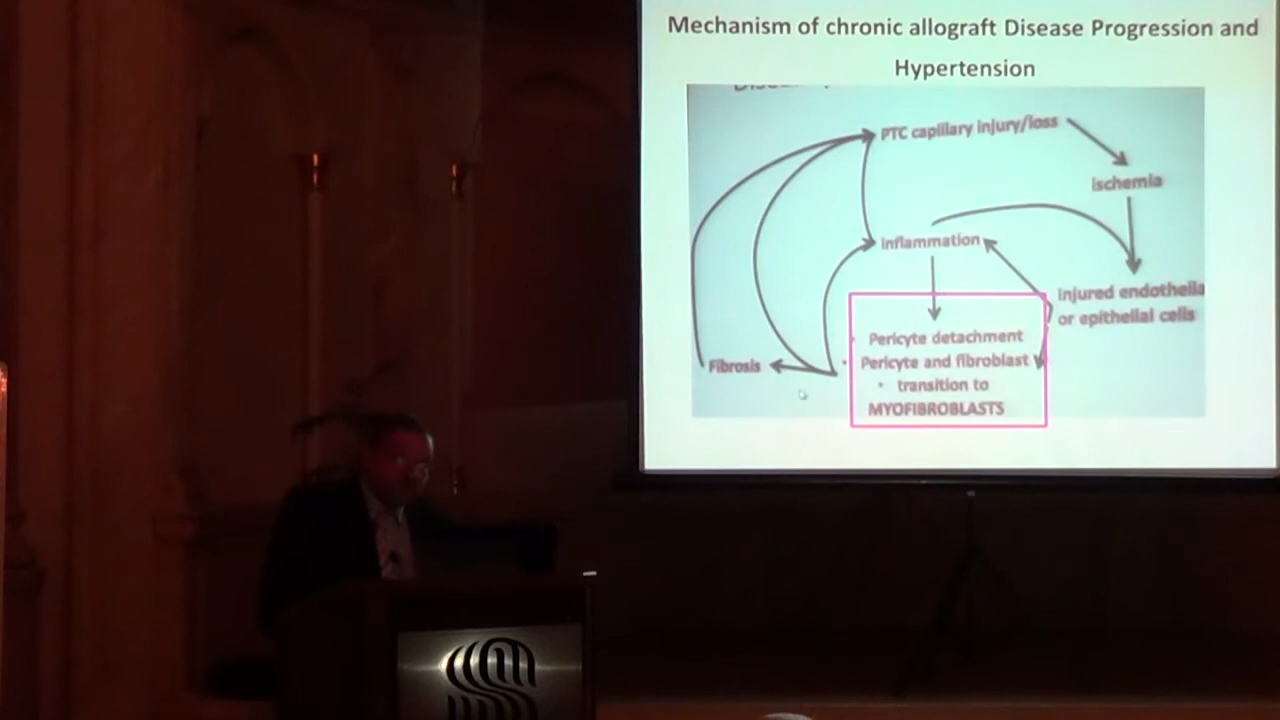 Mechanism of chronic allograft Disease Progression and
Hypertension
PTC capillary injury/loss
ischemia
inflammation
Injured endothelia
or epithelial cells
Pericyte detachment
Fibrosis
• Pericyte and fibroblast
• transition to
MYOFIBROBLASTS